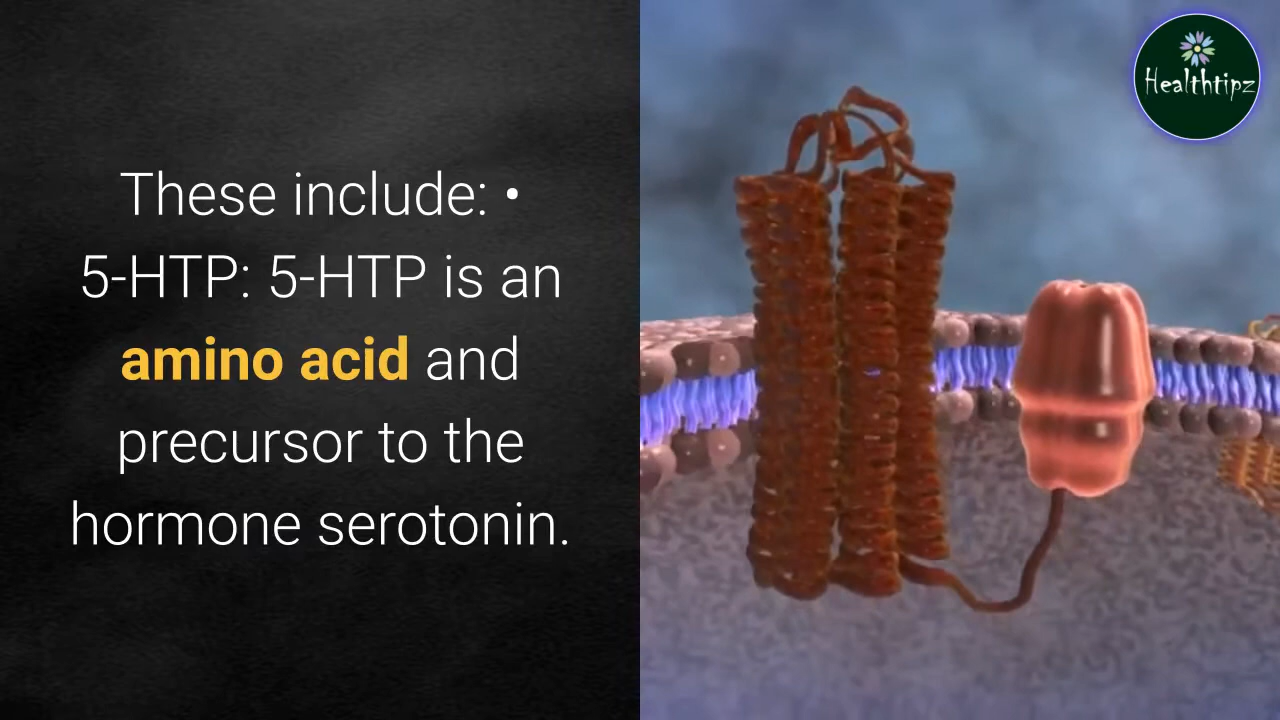 Healthtipz
These include: •
5-HTP: 5-HTP is an
amino acid and
precursor to the
hormone serotonin.